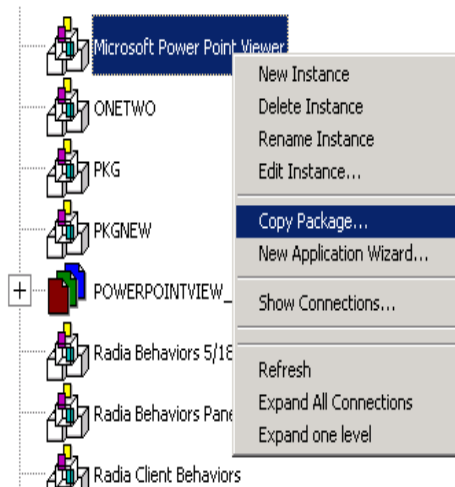 Microsoft Power Point Viewer
ONETWO
PKG
PKGNEW
POWERPOINTVIEW_
Radia Behaviors 5/18
Radia Behaviors Pane
Radia Client Behaviors
New Instance
Delete Instance
Rename Instance
Edit Instance...
Copy Package...
New Application Wizard...
Show Connections...
Refresh
Expand All Connections
Expand one level